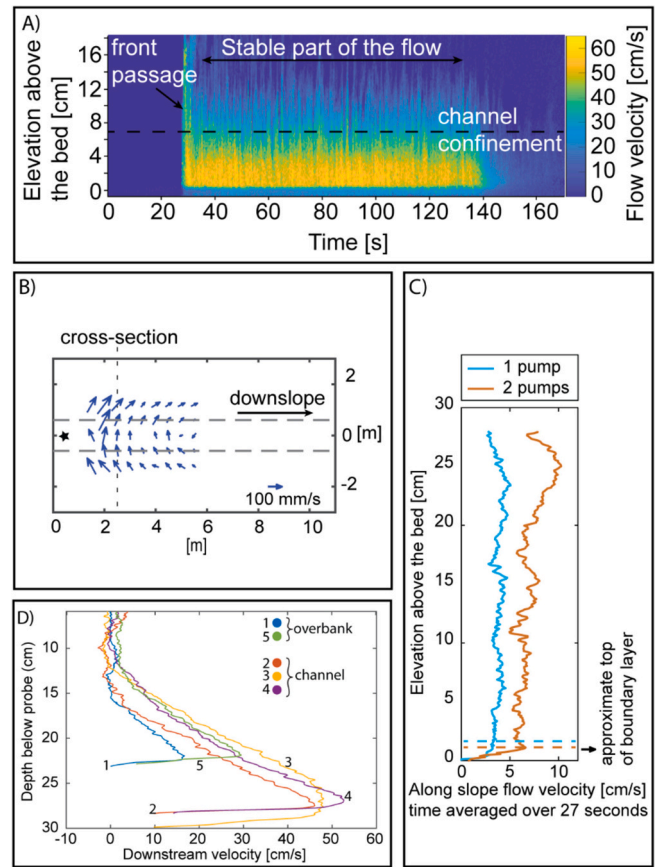 A)
front
passage
Stable part of the flow
channel
confinement
Elevation above
the bed [cm]
16
12
8
4
0
0
20
40
60
80
100
120
140
160
Time [s]
60
50
40
30
20
10
0
Flow velocity [cm/s]
B)
cross-section
downslope
2
0 [m]
-2
100 mm/s
0
2
4
6
8
10
[m]
C)
1 pump
2 pumps
30
25
20
15
10
5
0
Elevation above the bed [cm]
approximate top
of boundary layer
0
5
10
Along slope flow velocity [cm/s]
time averaged over 27 seconds
D)
1
5
overbank
2
3
4
channel
10
15
20
25
30
Depth below probe (cm)
1
5
3
2
4
-10
0
10
20
30
40
50
60
Downstream velocity (cm/s)